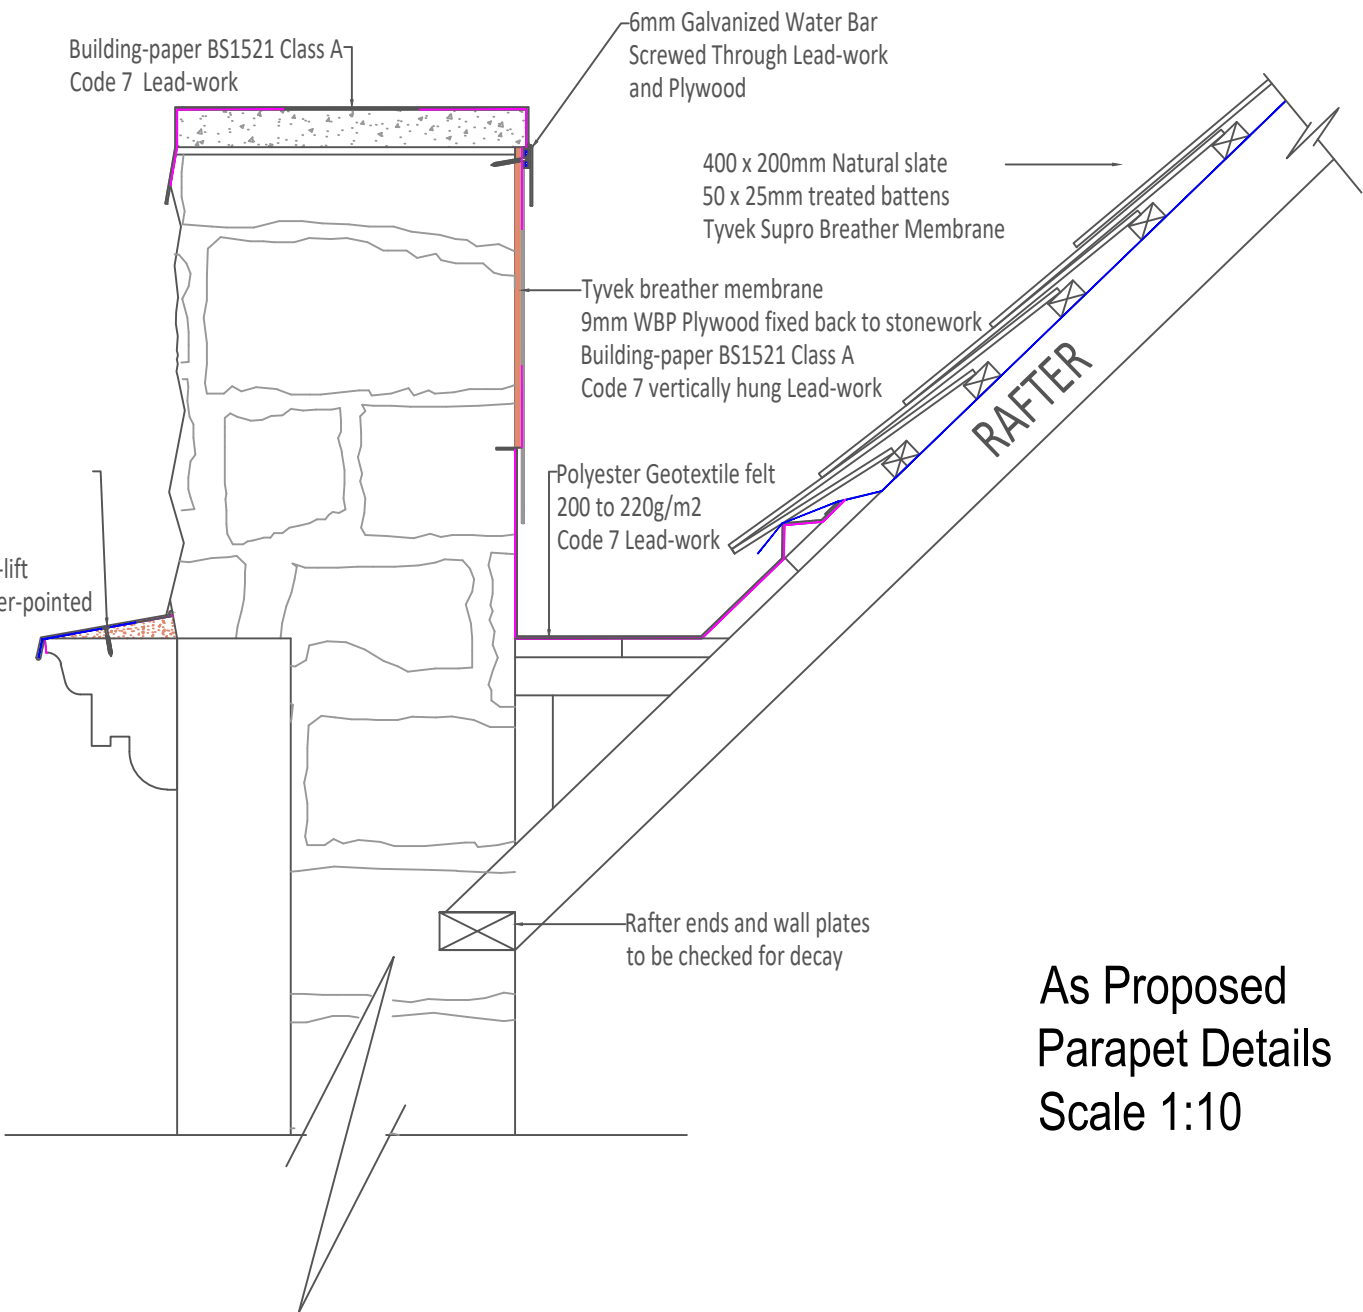 Building-paper BS1521 Class A
Code 7 Lead-work
6mm Galvanized Water Bar
Screwed Through Lead-work
and Plywood
400 x 200mm Natural slate
50 x 25mm treated battens
Tyvek Supro Breather Membrane
Tyvek breather membrane
9mm WBP Plywood fixed back to stonework
Building-paper BS1521 Class A
Code 7 vertically hung Lead-work
RAFTER
Polyester Geotextile felt
200 to 220g/m2
Code 7 Lead-work
-lift
er-pointed
Rafter ends and wall plates
to be checked for decay
As Proposed
Parapet Details
Scale 1:10